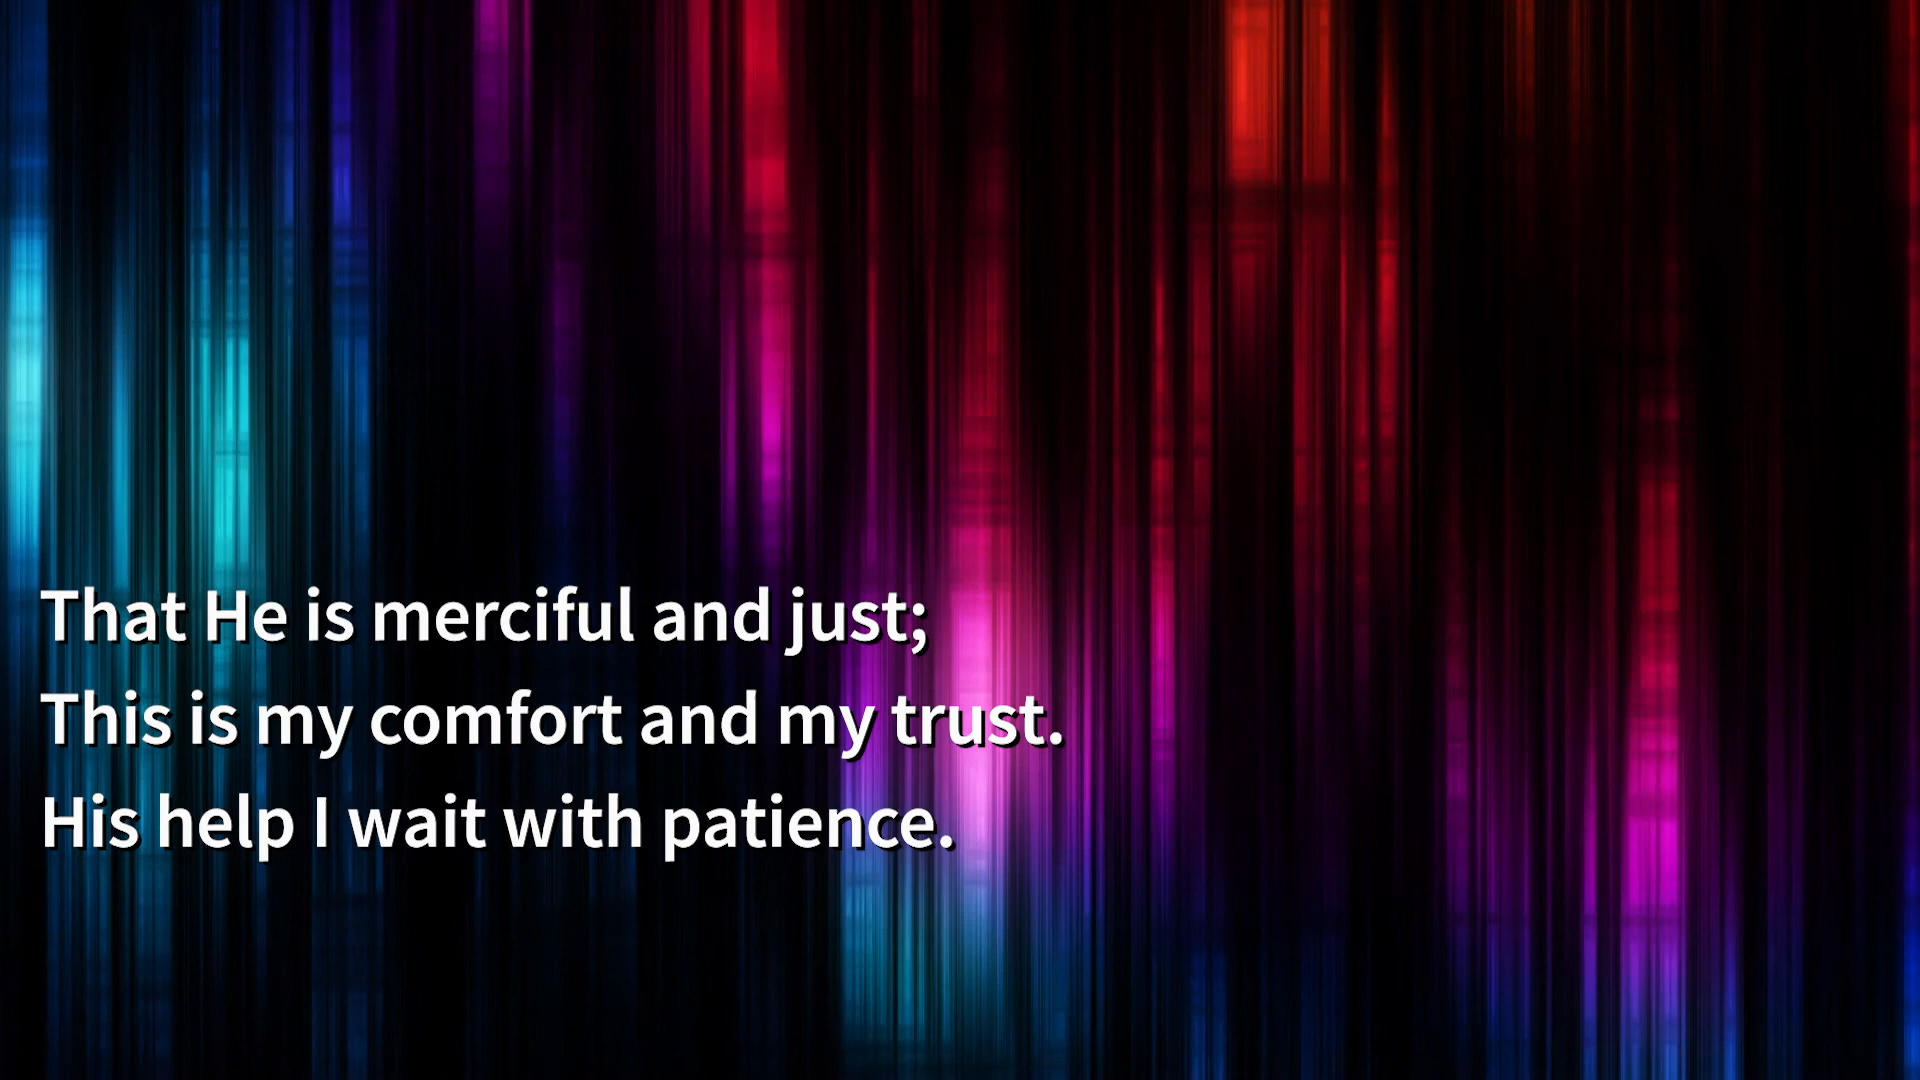 That He is merciful and just;
This is my comfort and my trust.
His help I wait with patience.